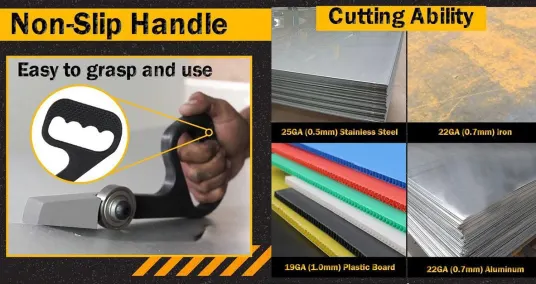 Non-Slip Handle
Easy to grasp and use
Cutting Ability
25GA (0.5mm) Stainless Steel
22GA (0.7mm) iron
19GA (1.0mm) Plastic Board
22GA (0.7mm) Aluminum